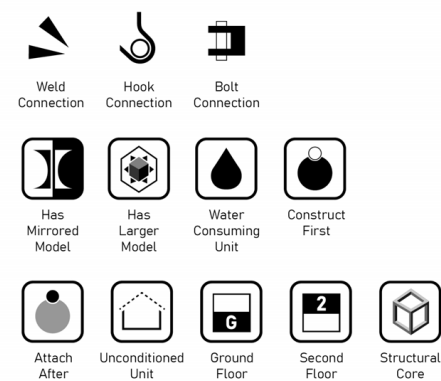 Weld Hook Bolt
Connection Connection Connection
Has Has Water Construct
Mirrored Larger Consuming First
Model Model Unit
2
G
Attach Unconditioned Ground Second Structural
After Unit Floor Floor Core